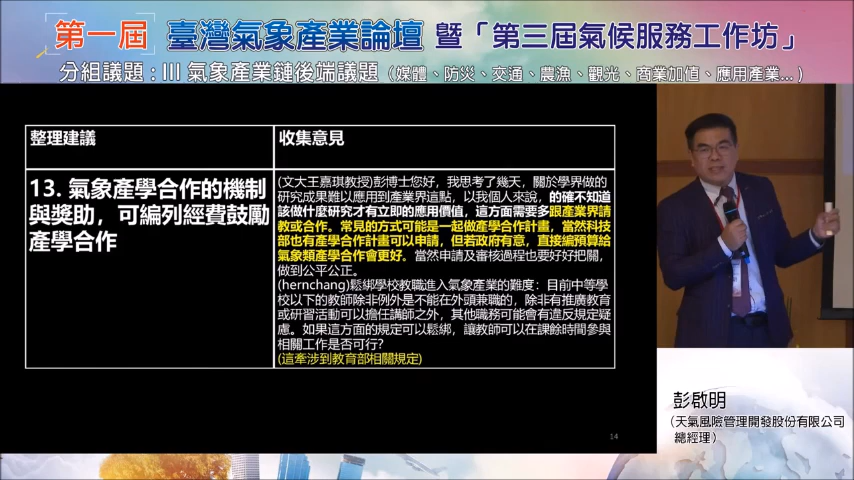 第一屆 臺灣氣象產業論壇 暨「第三屆氣候服務工作坊」
分組議題：III 氣象產業鏈後端議題（媒體、防災、交通、農漁、觀光、商業加值、應用產業...）
整理建議
收集意見
13. 氣象產學合作的機制
與獎助，可編列經費鼓勵
產學合作
(文大王嘉琪教授)彭博士您好，我思考了幾天，關於學界做的
研究成果難以應用到產業界這點，以我個人來說，的確不知道
該做什麼研究才有立即的應用價值，這方面需要多跟產業界請
教或合作。常見的方式可能是一起做產學合作計畫，當然科技
部也有產學合作計畫可以申請，但若政府有意，直接編預算給
氣象類產學合作會更好。當然申請及審核過程也要好好把關，
做到公平公正。
(hernchang)鬆綁學校教職進入氣象產業的難度：目前中等學
校以下的教師除非例外是不能在外頭兼職的，除非有推廣教育
或研習活動可以擔任講師之外，其他職務可能會有違反規定疑
慮。如果這方面的規定可以鬆綁，讓教師可以在課餘時間參與
相關工作是否可行?
(這牽涉到教育部相關規定)
14
彭啟明
（天氣風險管理開發股份有限公司
總經理）